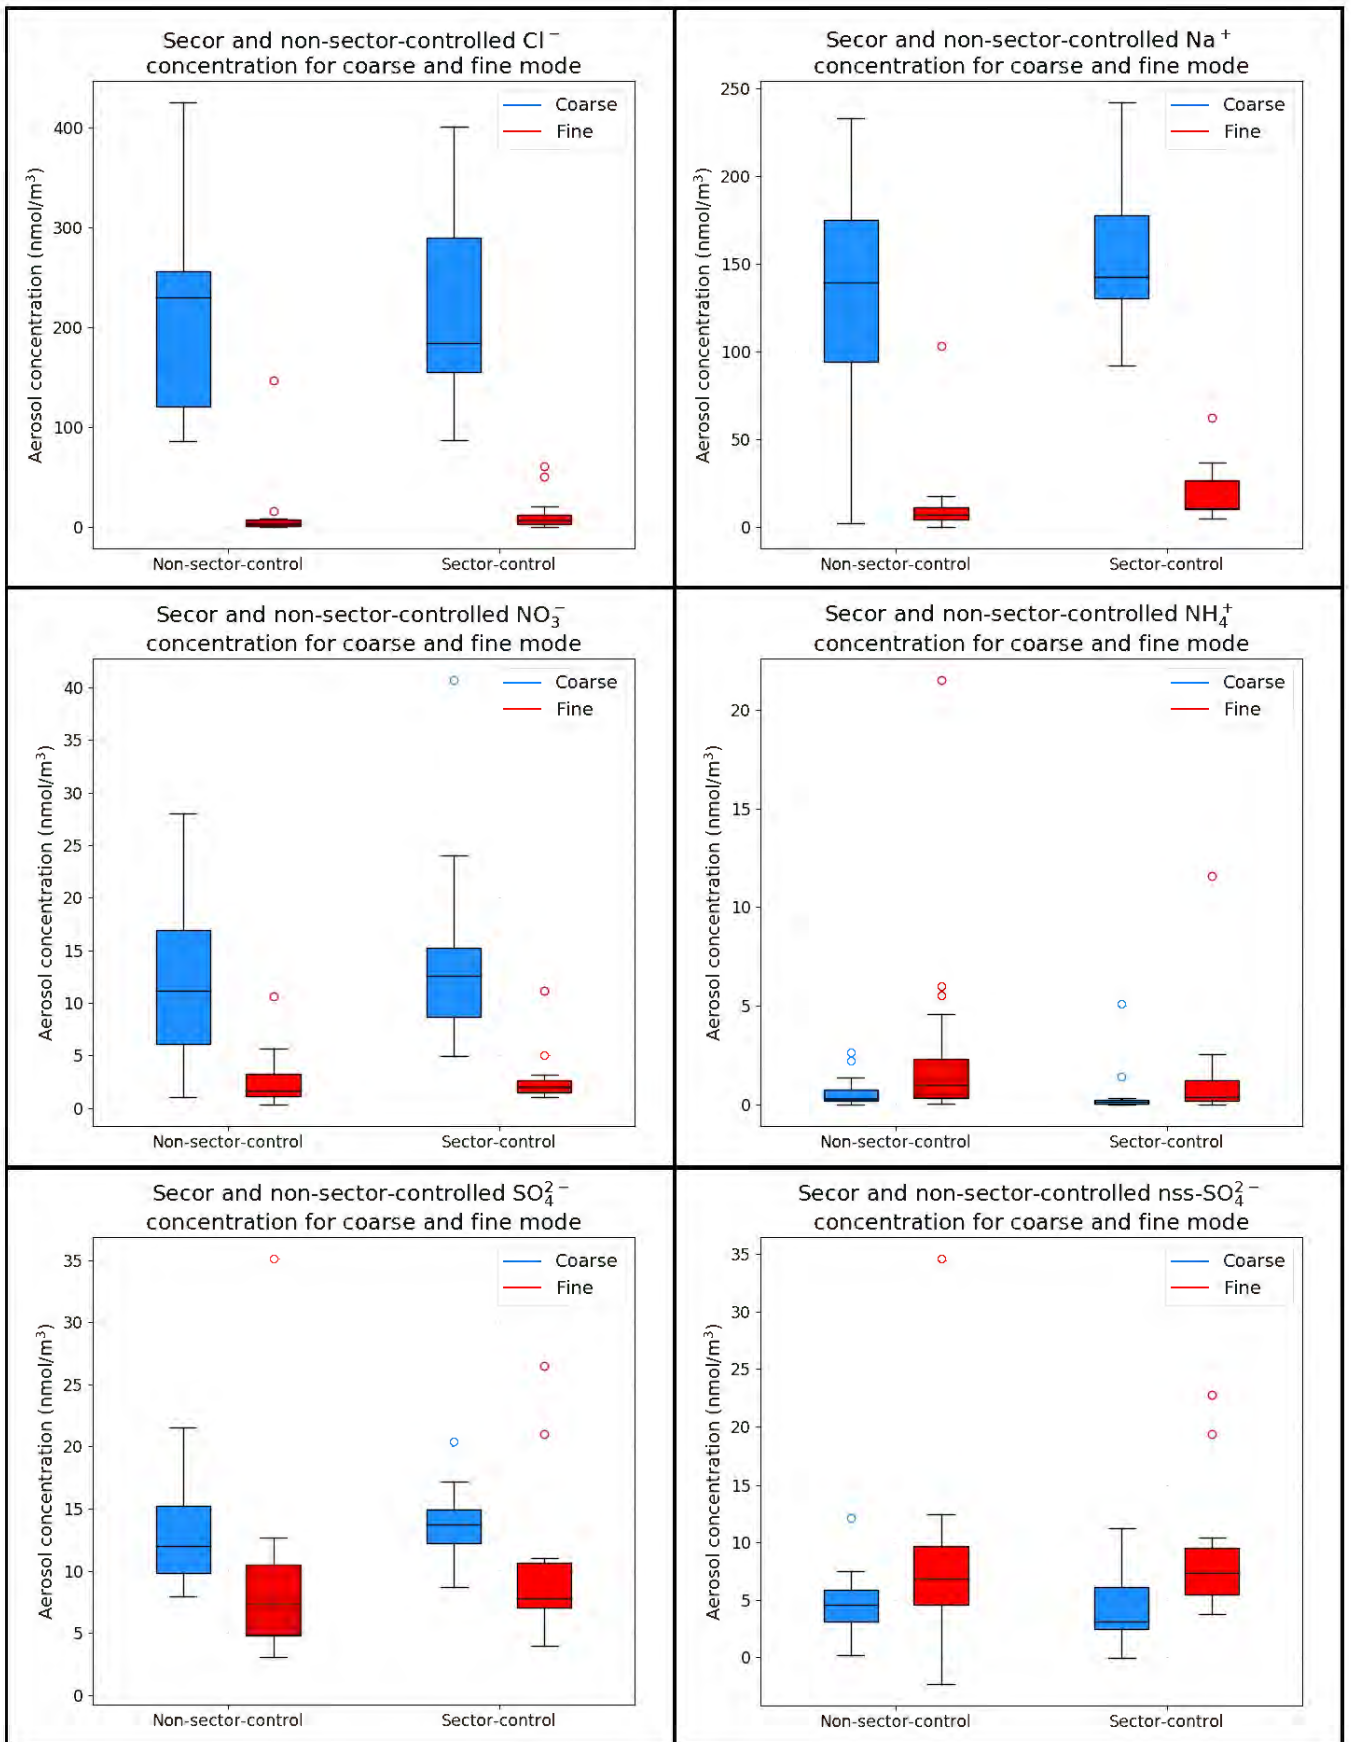 Secor and non-sector-controlled Cl⁻
concentration for coarse and fine mode
Coarse
Fine
Aerosol concentration (nmol/m³)
400
300
200
100
0
Non-sector-control
Sector-control
Secor and non-sector-controlled Na⁺
concentration for coarse and fine mode
Coarse
Fine
Aerosol concentration (nmol/m³)
250
200
150
100
50
0
Non-sector-control
Sector-control
Secor and non-sector-controlled NO₃⁻
concentration for coarse and fine mode
Coarse
Fine
Aerosol concentration (nmol/m³)
40
35
30
25
20
15
10
5
0
Non-sector-control
Sector-control
Secor and non-sector-controlled NH₄⁺
concentration for coarse and fine mode
Coarse
Fine
Aerosol concentration (nmol/m³)
20
15
10
5
0
Non-sector-control
Sector-control
Secor and non-sector-controlled SO₄²⁻
concentration for coarse and fine mode
Coarse
Fine
Aerosol concentration (nmol/m³)
35
30
25
20
15
10
5
0
Non-sector-control
Sector-control
Secor and non-sector-controlled nss-SO₄²⁻
concentration for coarse and fine mode
Coarse
Fine
Aerosol concentration (nmol/m³)
35
30
25
20
15
10
5
0
Non-sector-control
Sector-control